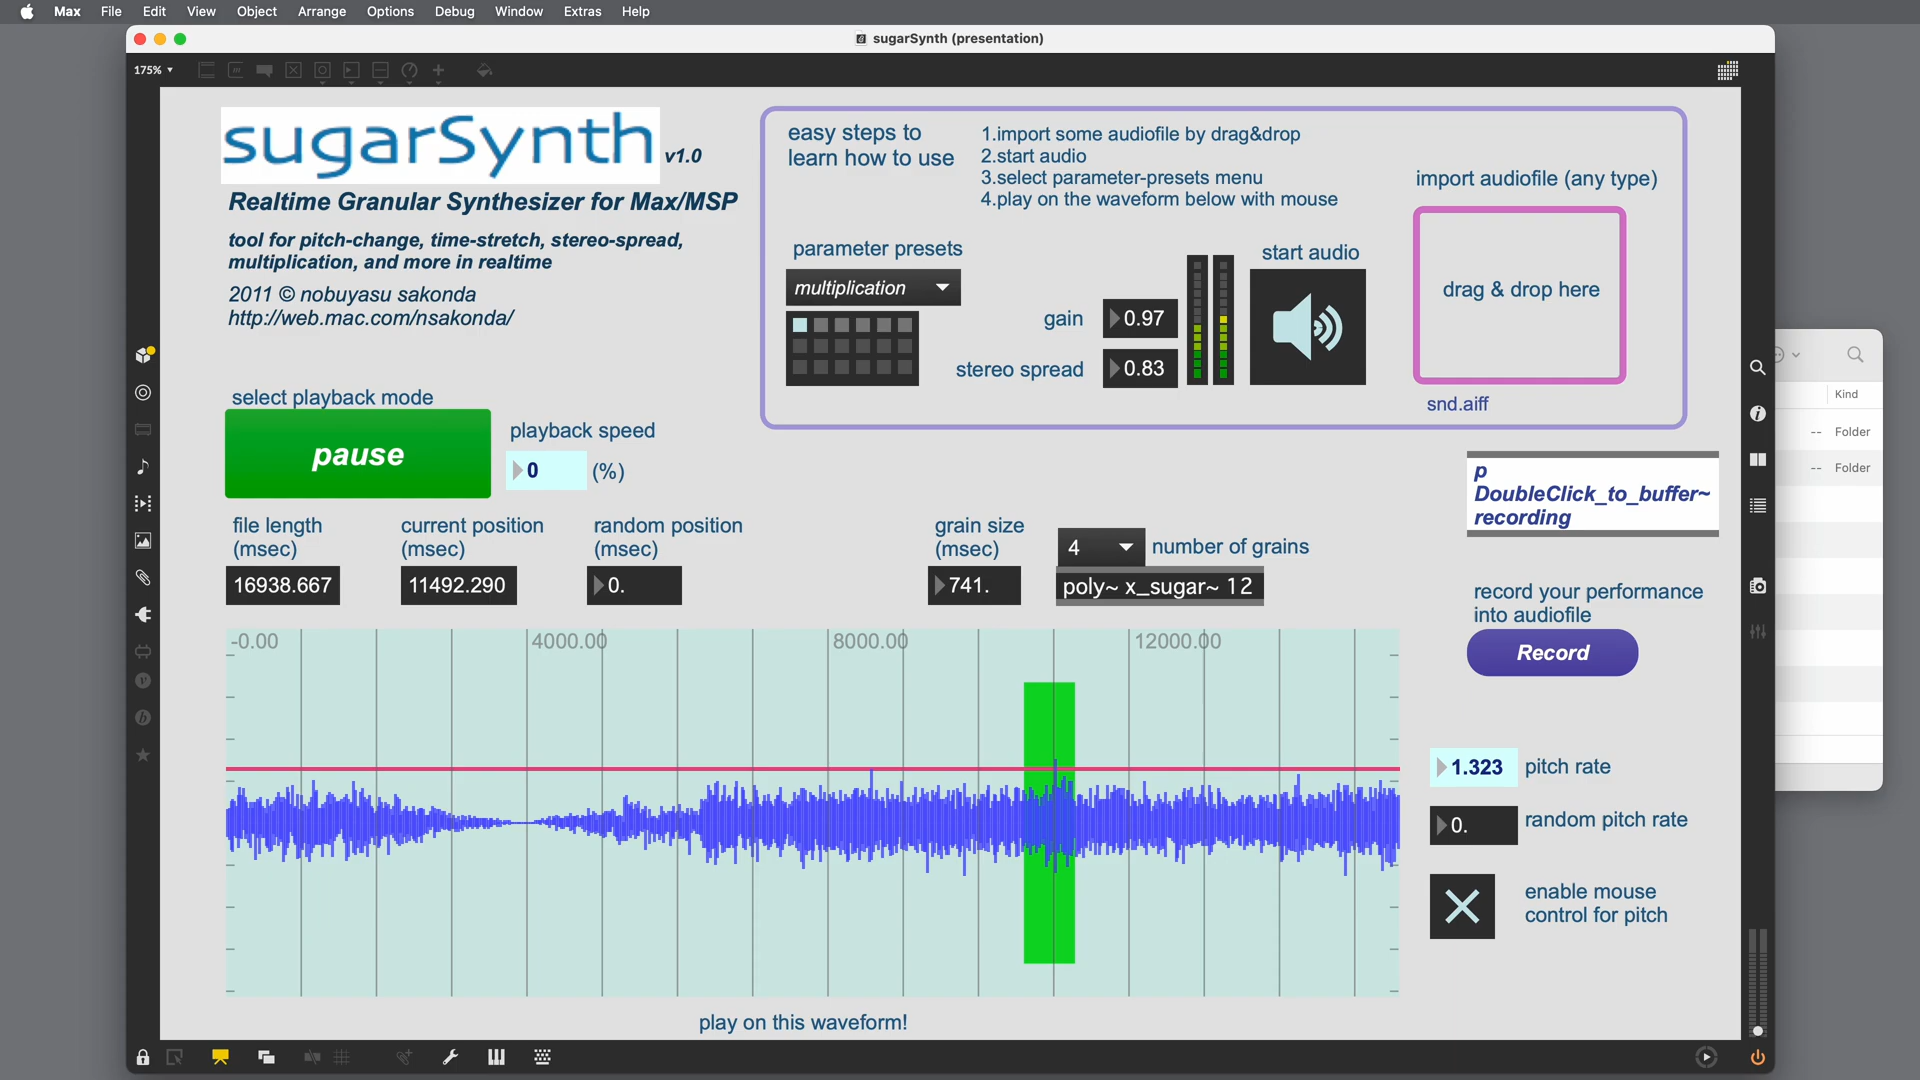 Max File Edit View Object Arrange Options Debug Window Extras Help
sugarSynth (presentation)
175%
sugarSynth v1.0
Realtime Granular Synthesizer for Max/MSP
tool for pitch-change, time-stretch, stereo-spread,
multiplication, and more in realtime
2011 © nobuyasu sakonda
http://web.mac.com/nsakonda/
easy steps to
learn how to use
1.import some audiofile by drag&drop
2.start audio
3.select parameter-presets menu
4.play on the waveform below with mouse
import audiofile (any type)
drag & drop here
snd.aiff
parameter presets
multiplication
gain 0.97
stereo spread 0.83
start audio
select playback mode
pause
playback speed
0 (%)
file length
(msec)
16938.667
current position
(msec)
11492.290
random position
(msec)
0.
grain size
(msec)
741.
4 number of grains
poly~ x_sugar~ 12
p
DoubleClick_to_buffer~
recording
record your performance
into audiofile
Record
-0.00 4000.00 8000.00 12000.00
1.323 pitch rate
0. random pitch rate
enable mouse
control for pitch
play on this waveform!
Kind
-- Folder
-- Folder